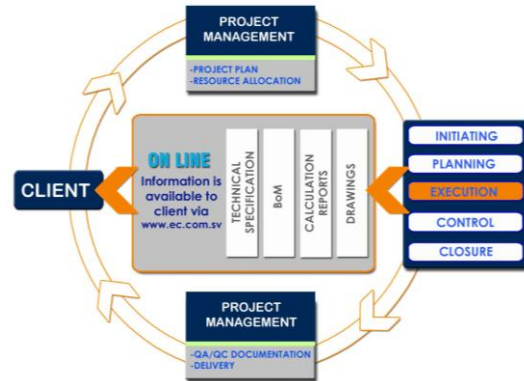 PROJECT
MANAGEMENT
-PROJECT PLAN
-RESOURCE ALLOCATION
CLIENT
ON LINE
Information is
available to
client via
www.ec.com.sv
TECHNICAL
SPECIFICATION
BoM
CALCULATION
REPORTS
DRAWINGS
INITIATING
PLANNING
EXECUTION
CONTROL
CLOSURE
PROJECT
MANAGEMENT
-QA/QC DOCUMENTATION
-DELIVERY